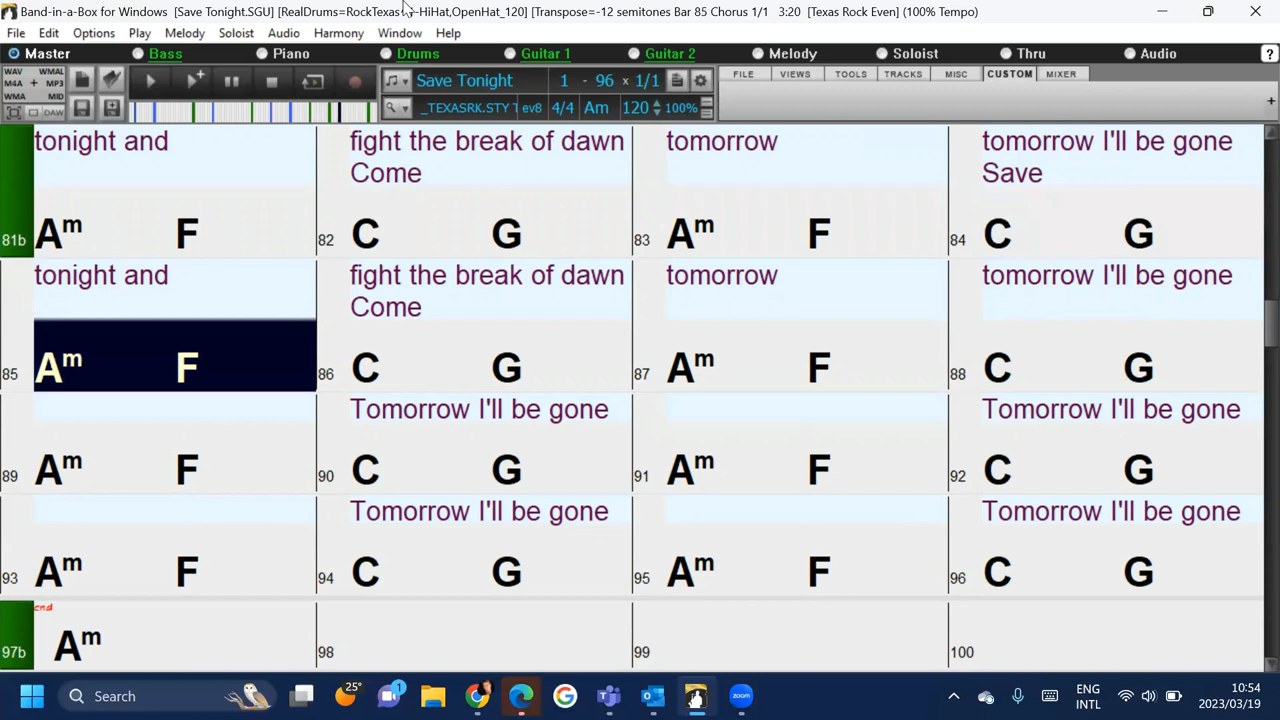 Band-in-a-Box for Windows [Save Tonight.SGU] [RealDrums=RockTexas -HiHat,OpenHat_120] [Transpose=-12 semitones Bar 85 Chorus 1/1 3:20 [Texas Rock Even] (100% Tempo)
File Edit Options Play Melody Soloist Audio Harmony Window Help
Master Bass Piano Drums Guitar 1 Guitar 2 Melody Soloist Thru Audio ?
WAV WMAL
M4A + MP3
WMA MID
DAW
Save Tonight 1 - 96 x 1/1
_TEXASRK.STY T ev8 4/4 Am 120 100%
FILE VIEWS TOOLS TRACKS MISC CUSTOM MIXER
+
tonight and fight the break of dawn tomorrow tomorrow I'll be gone
Come Save
81b Am F 82 C G 83 Am F 84 C G
tonight and fight the break of dawn tomorrow tomorrow I'll be gone
Come
85 Am F 86 C G 87 Am F 88 C G
Tomorrow I'll be gone Tomorrow I'll be gone
89 Am F 90 C G 91 Am F 92 C G
Tomorrow I'll be gone Tomorrow I'll be gone
93 Am F 94 C G 95 Am F 96 C G
end
97b Am 98 99 100
Search 25° 1 zoom ENG 10:54
INTL 2023/03/19